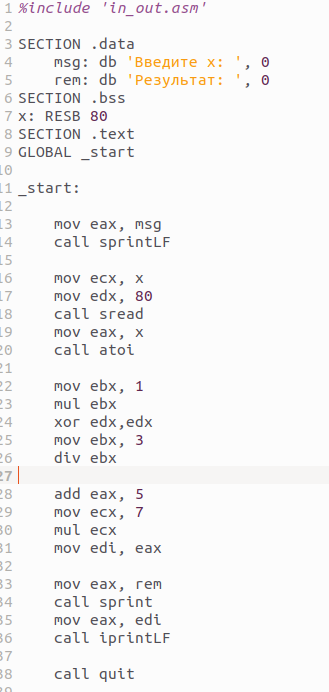 1 %include 'in_out.asm'
2
3 SECTION .data
4     msg: db 'Введите x: ', 0
5     rem: db 'Результат: ', 0
6 SECTION .bss
7 x: RESB 80
8 SECTION .text
9 GLOBAL _start
10
11 _start:
12
13     mov eax, msg
14     call sprintLF
15
16     mov ecx, x
17     mov edx, 80
18     call sread
19     mov eax, x
20     call atoi
21
22     mov ebx, 1
23     mul ebx
24     xor edx,edx
25     mov ebx, 3
26     div ebx
27
28     add eax, 5
29     mov ecx, 7
30     mul ecx
31     mov edi, eax
32
33     mov eax, rem
34     call sprint
35     mov eax, edi
36     call iprintLF
37
38     call quit
39